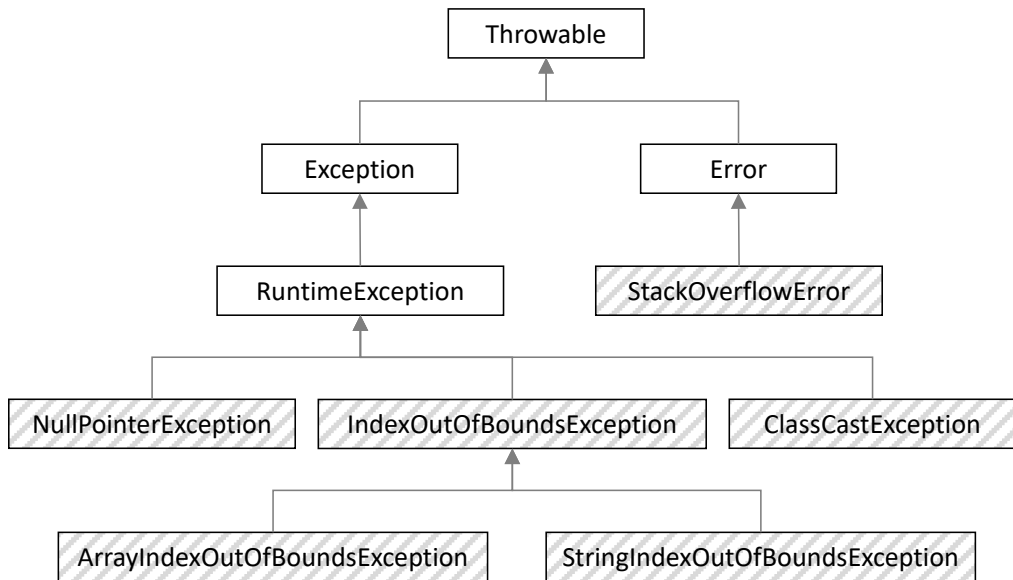 Throwable
Exception
Error
RuntimeException
StackOverflowError
NullPointerException
IndexOutOfBoundsException
ClassCastException
ArrayIndexOutOfBoundsException
StringIndexOutOfBoundsException